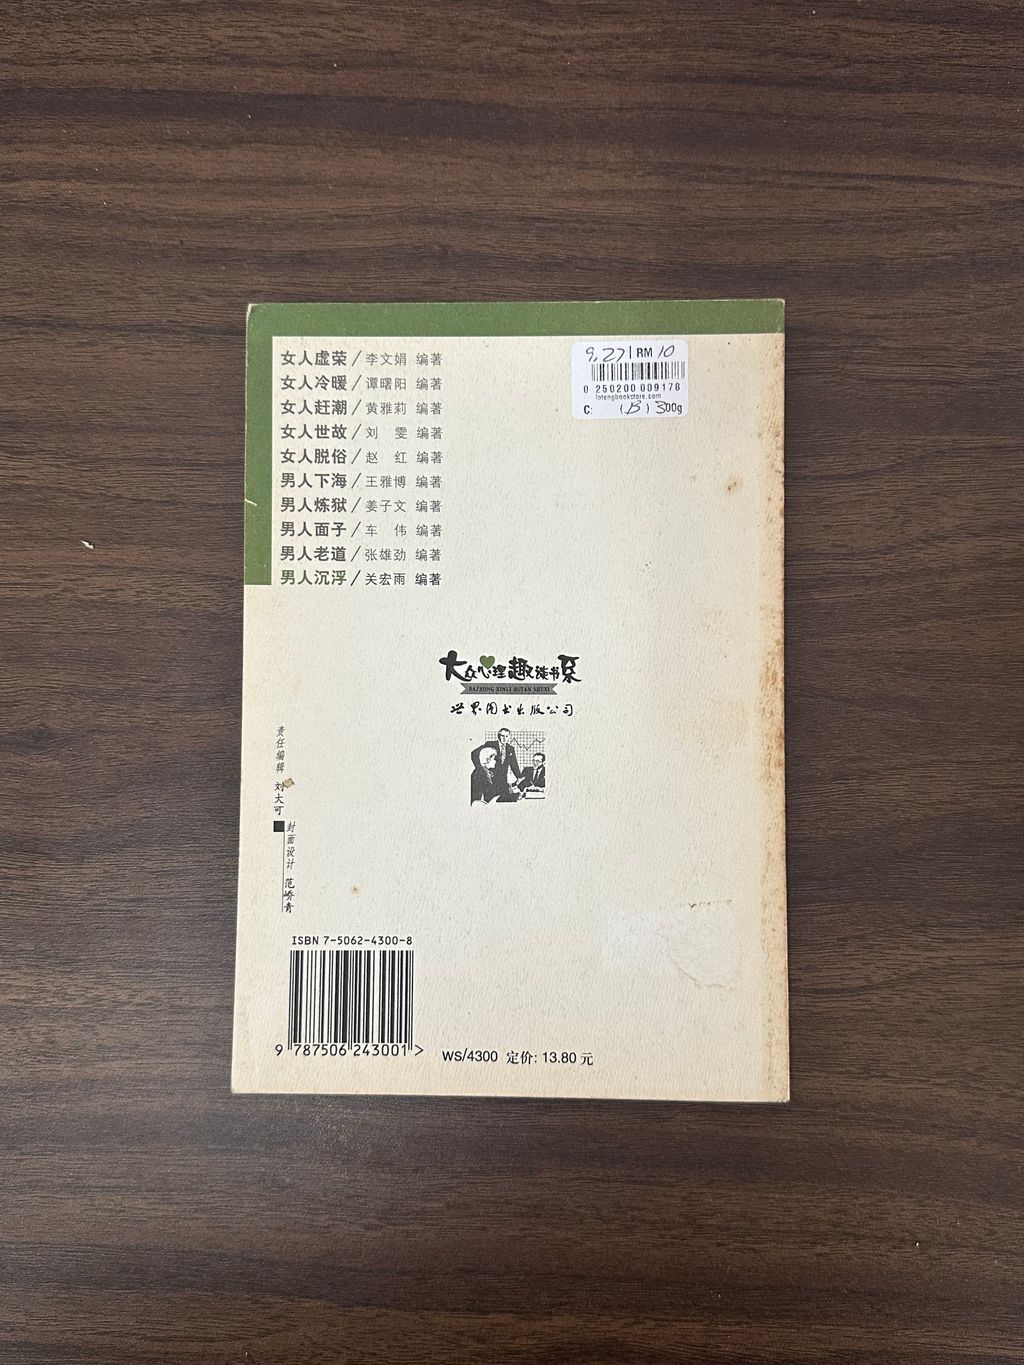 女人虚荣/李文娟 编著
女人冷暖/谭曙阳 编著
女人赶潮/黄雅莉 编著
女人世故/刘 雯 编著
女人脱俗/赵 红 编著
男人下海/王雅博 编著
男人炼狱/姜子文 编著
男人面子/车 伟 编著
男人老道/张雄劲 编著
男人沉浮/关宏雨 编著
9,27 RM 10
0 250200 009178
lotengbookstore.com
C: (B) 300g
大众心理趣谈书系
DAZHONG XINLI QUTAN SHUXI
世界图书出版公司
责任编辑 刘大可
封面设计 范峤青
ISBN 7-5062-4300-8
9 787506 243001 >
WS/4300 定价: 13.80 元